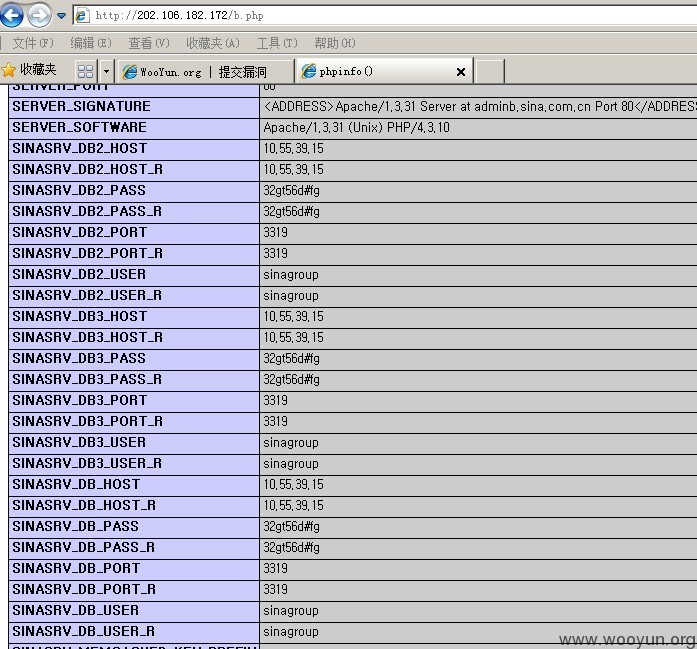 http://202.106.182.172/b.php
文件(F) 编辑(E) 查看(V) 收藏夹(A) 工具(T) 帮助(H)
收藏夹 WooYun.org | 提交漏洞 phpinfo()
SERVER_PORT 80
SERVER_SIGNATURE <ADDRESS>Apache/1.3.31 Server at adminb.sina.com.cn Port 80</ADDRESS
SERVER_SOFTWARE Apache/1.3.31 (Unix) PHP/4.3.10
SINASRV_DB2_HOST 10.55.39.15
SINASRV_DB2_HOST_R 10.55.39.15
SINASRV_DB2_PASS 32gt56d#fg
SINASRV_DB2_PASS_R 32gt56d#fg
SINASRV_DB2_PORT 3319
SINASRV_DB2_PORT_R 3319
SINASRV_DB2_USER sinagroup
SINASRV_DB2_USER_R sinagroup
SINASRV_DB3_HOST 10.55.39.15
SINASRV_DB3_HOST_R 10.55.39.15
SINASRV_DB3_PASS 32gt56d#fg
SINASRV_DB3_PASS_R 32gt56d#fg
SINASRV_DB3_PORT 3319
SINASRV_DB3_PORT_R 3319
SINASRV_DB3_USER sinagroup
SINASRV_DB3_USER_R sinagroup
SINASRV_DB_HOST 10.55.39.15
SINASRV_DB_HOST_R 10.55.39.15
SINASRV_DB_PASS 32gt56d#fg
SINASRV_DB_PASS_R 32gt56d#fg
SINASRV_DB_PORT 3319
SINASRV_DB_PORT_R 3319
SINASRV_DB_USER sinagroup
SINASRV_DB_USER_R sinagroup
www.wooyun.org